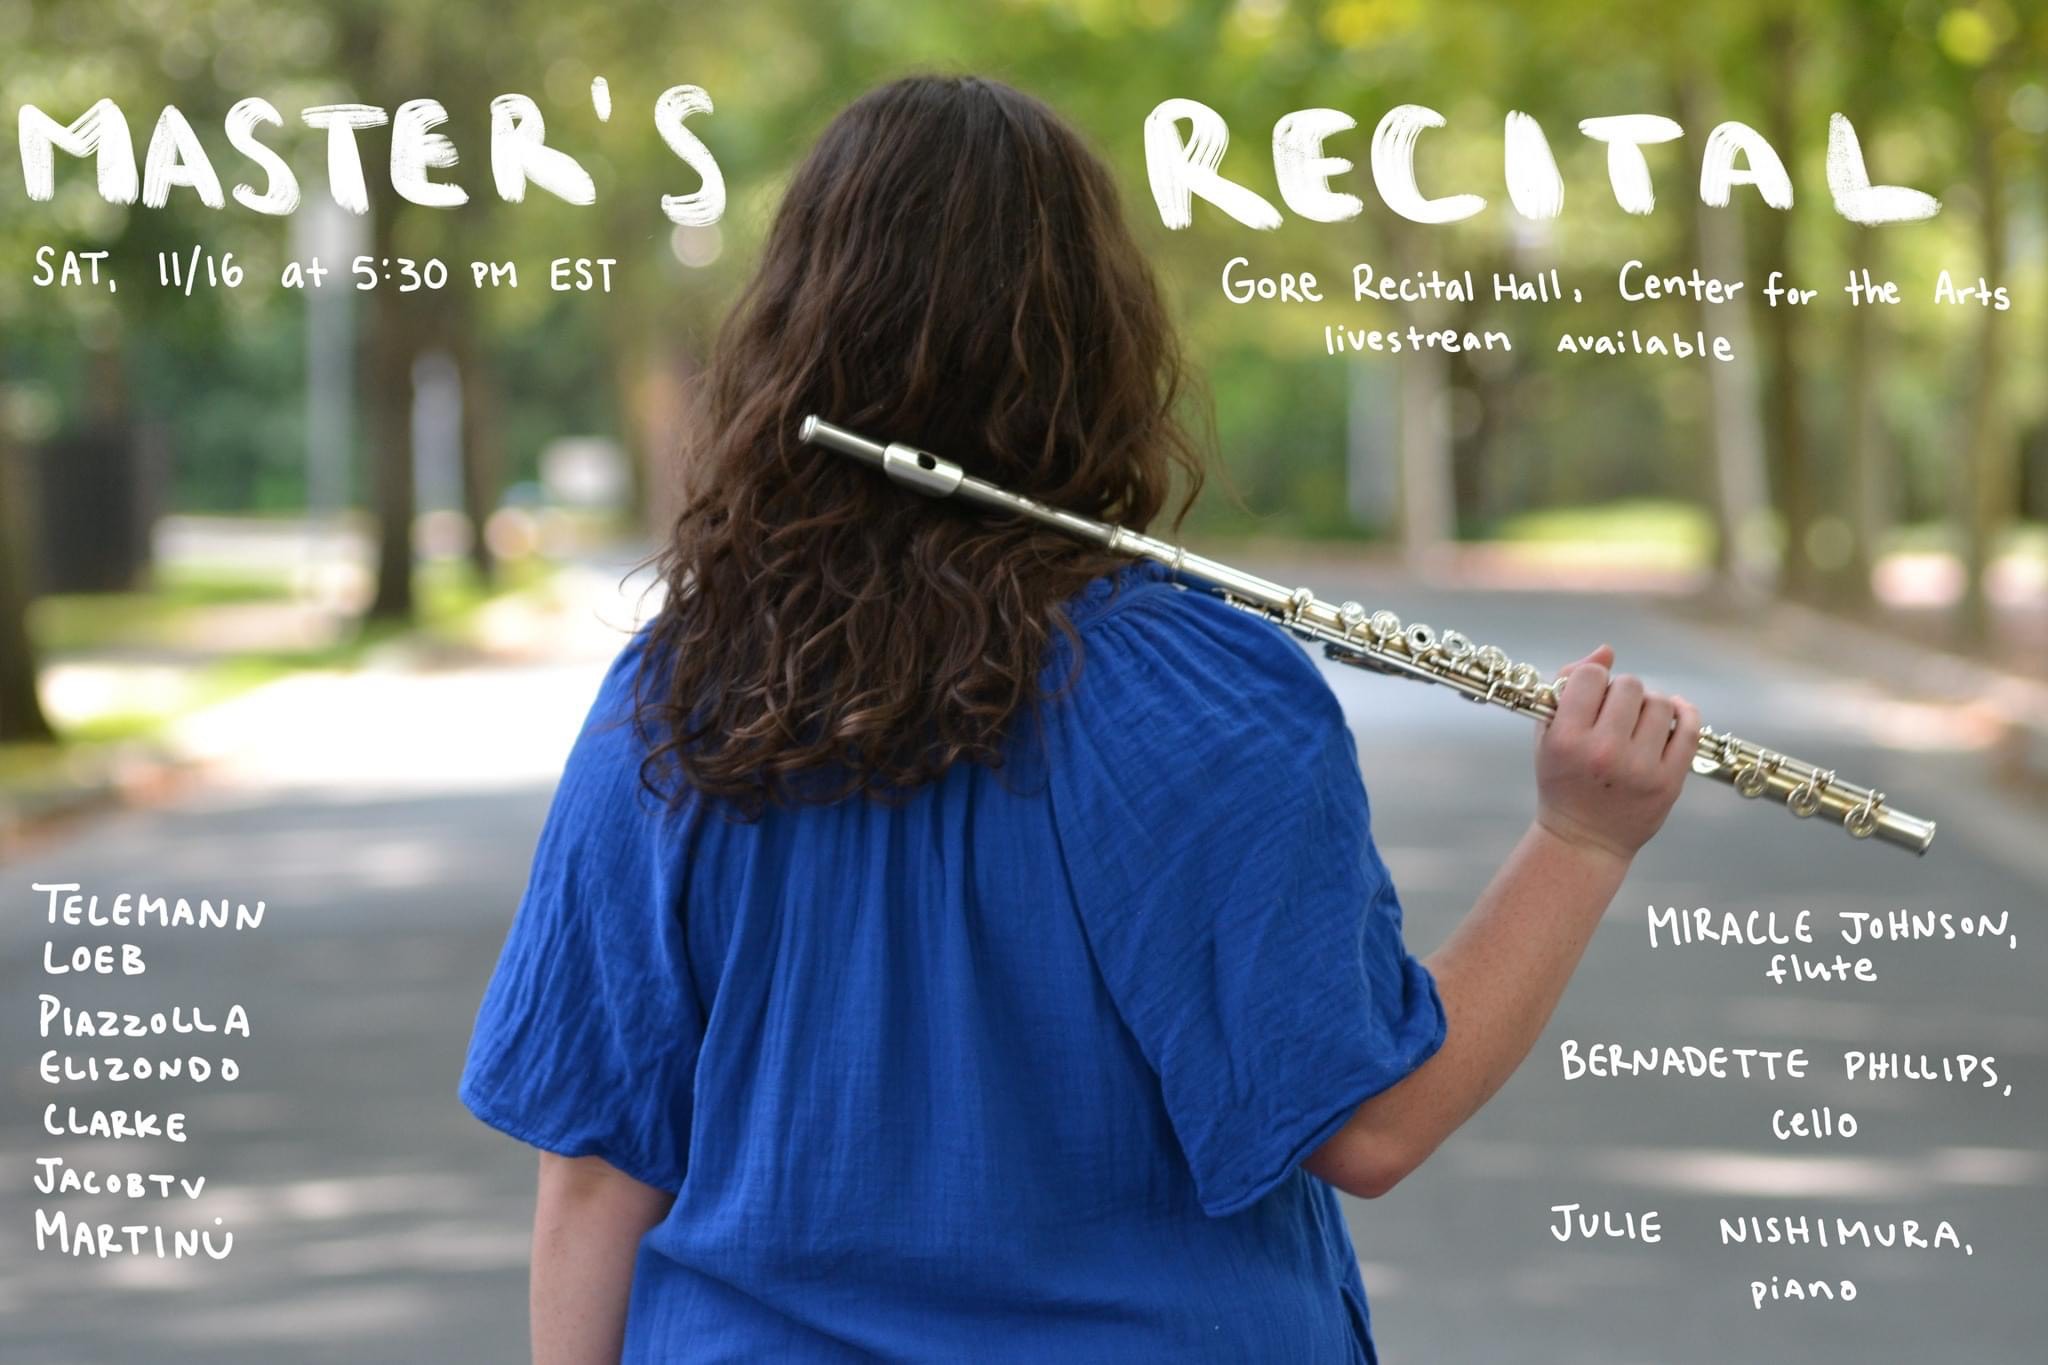 MASTER'S RECITAL
SAT, 11/16 at 5:30 PM EST
GORE Recital Hall, Center for the Arts
livestream available
TELEMANN
LOEB
PIAZZOLLA
ELIZONDO
CLARKE
JACOBTV
MARTINU̇
MIRACLE JOHNSON,
flute
BERNADETTE PHILLIPS,
cello
JULIE NISHIMURA,
piano